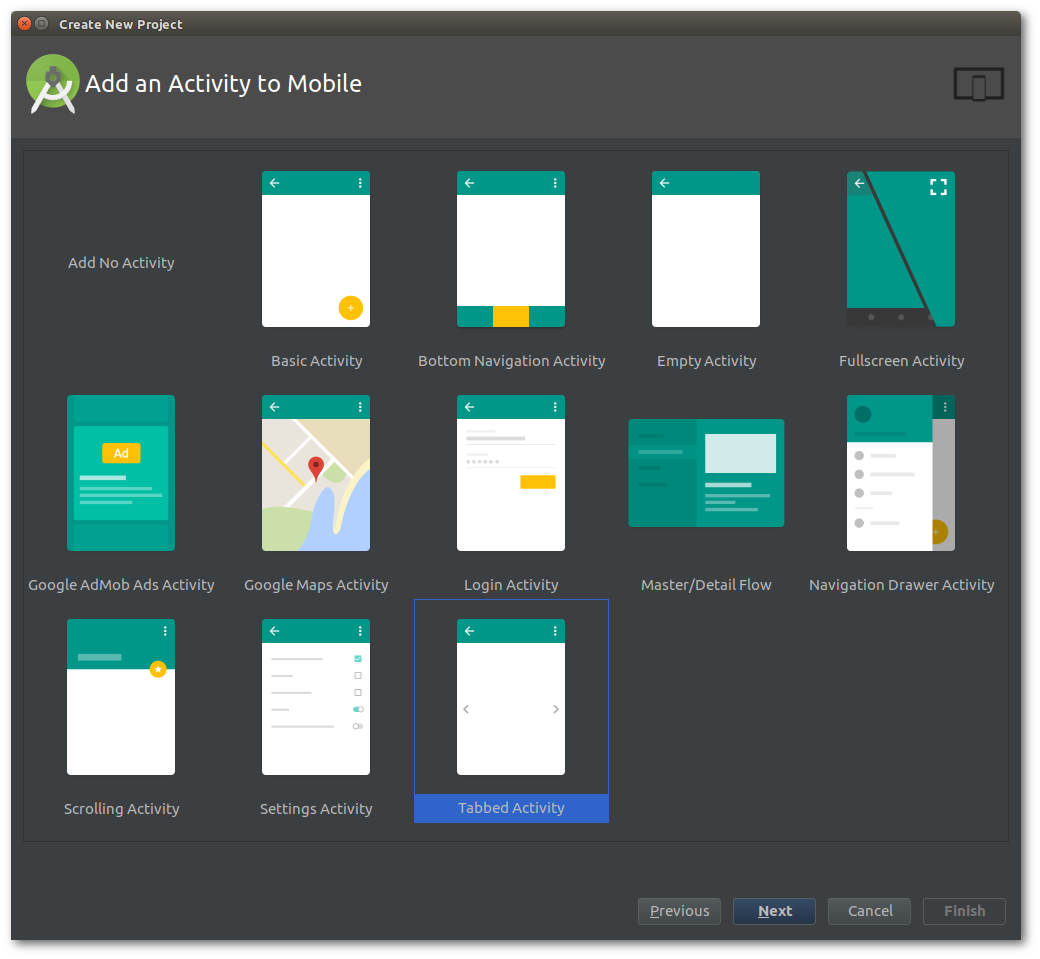 Create New Project
Add an Activity to Mobile
Add No Activity
Basic Activity
Bottom Navigation Activity
Empty Activity
Fullscreen Activity
Ad
Google AdMob Ads Activity
Google Maps Activity
Login Activity
Master/Detail Flow
Navigation Drawer Activity
Scrolling Activity
Settings Activity
Tabbed Activity
Previous
Next
Cancel
Finish